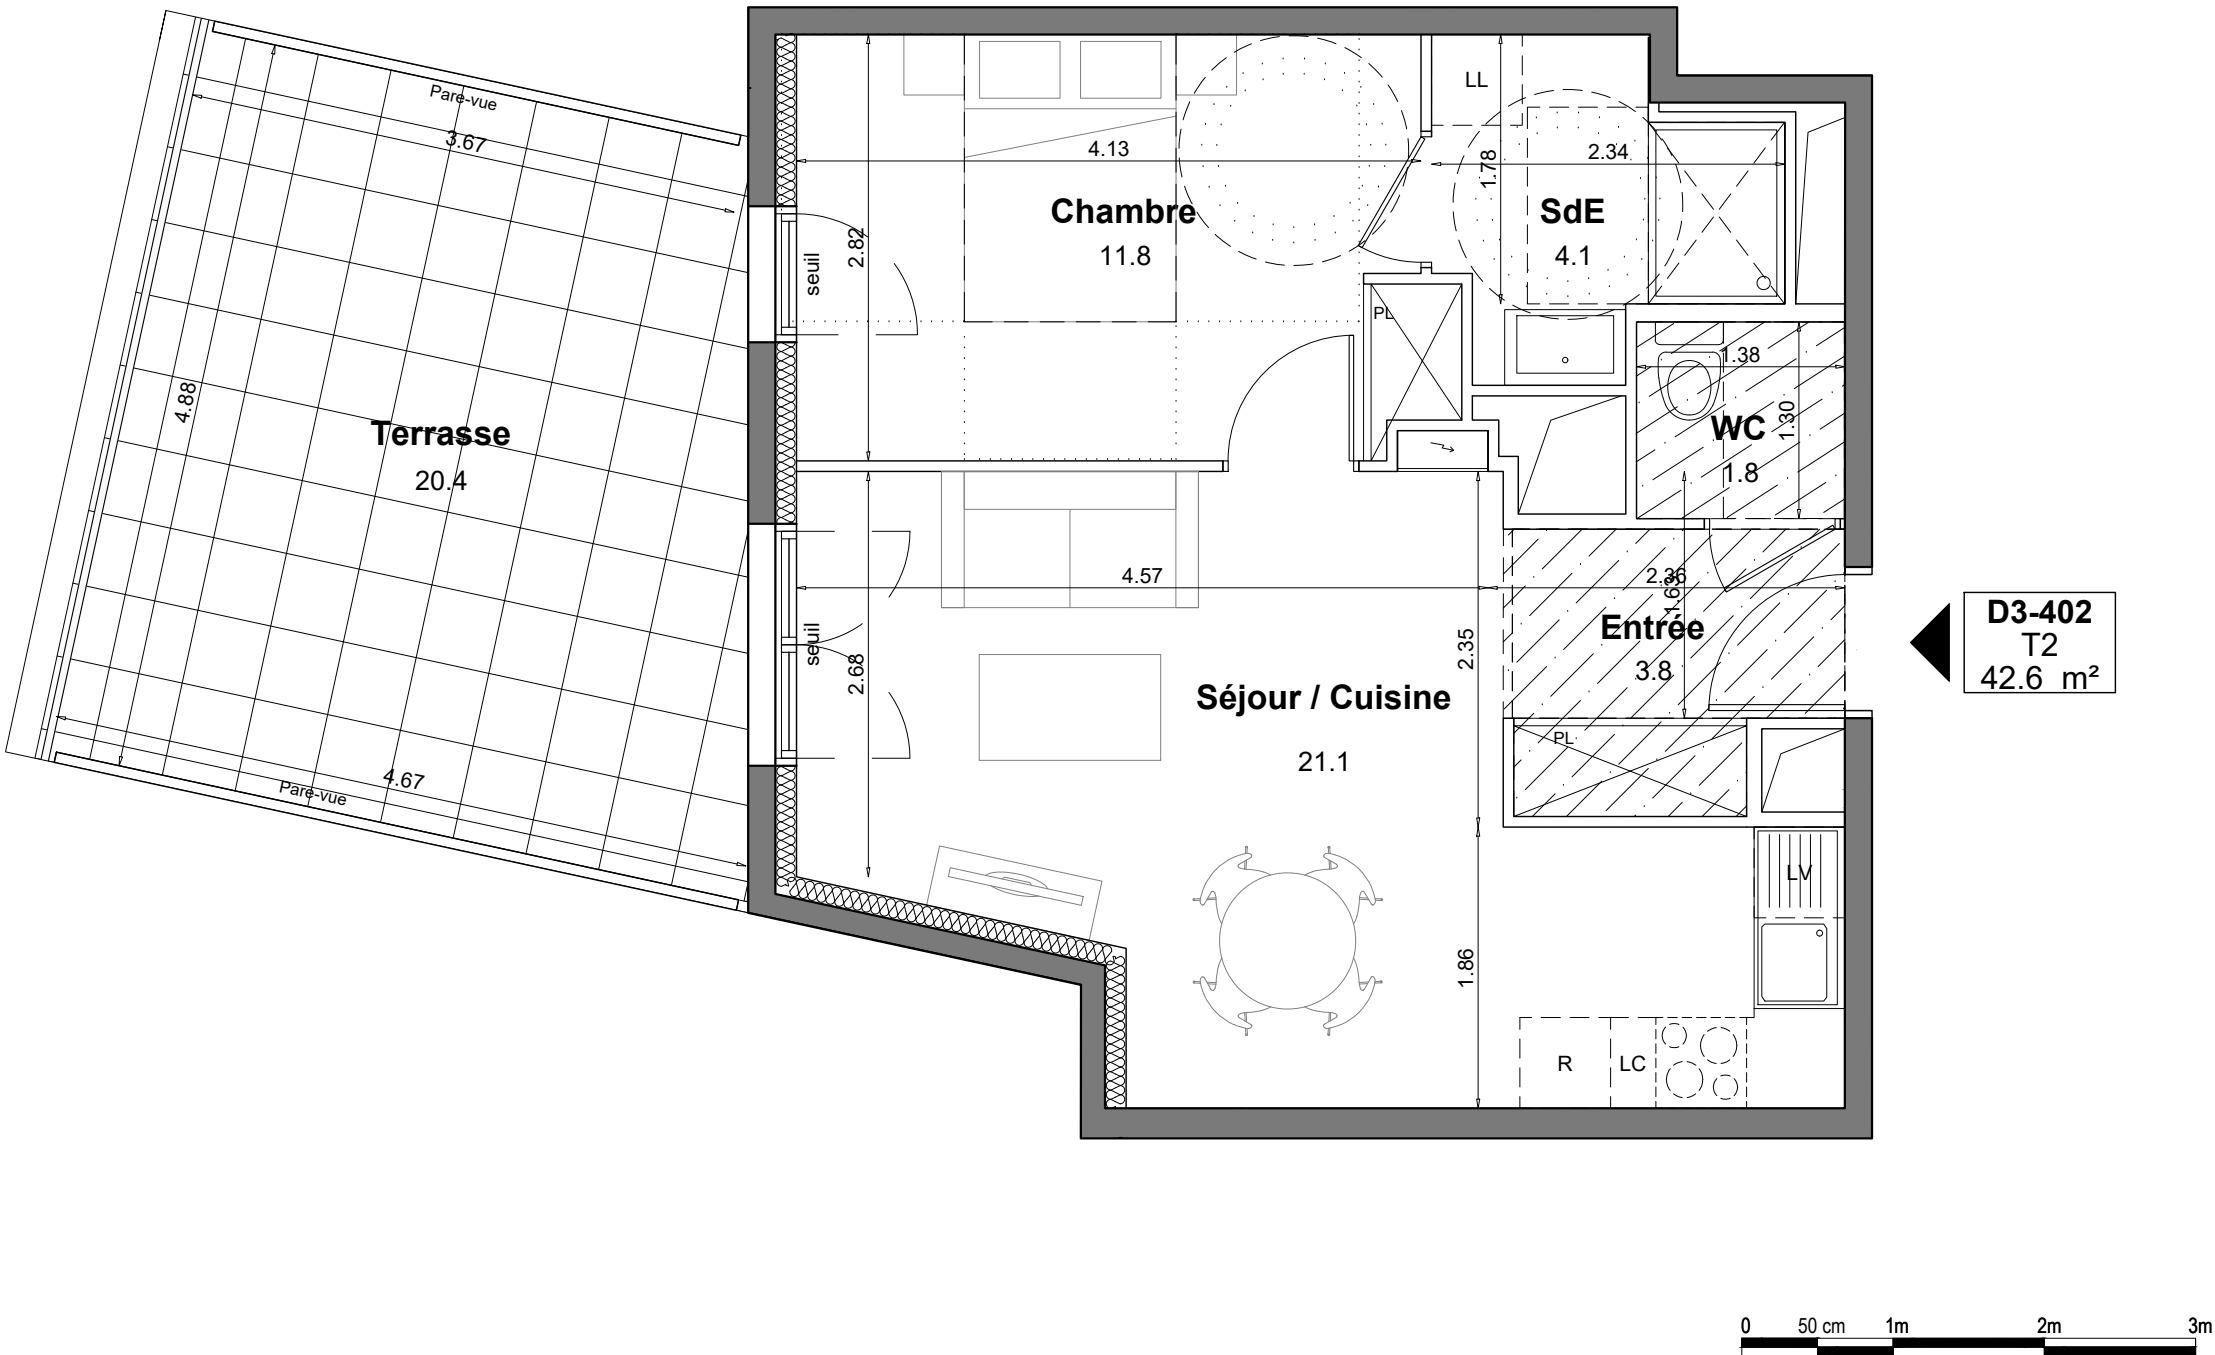 Pare-vue
3.67
4.88
Terrasse
20.4
4.67
Pare-vue
seuil
2.82
4.13
Chambre
11.8
LL
1.78
2.34
SdE
4.1
PL
1.38
1.30
WC
1.8
4.57
seuil
2.68
2.35
2.36
1.63
Entrée
3.8
Séjour / Cuisine
21.1
PL
1.86
LV
R
LC
D3-402
T2
42.6 m²
0 50 cm 1m 2m 3m